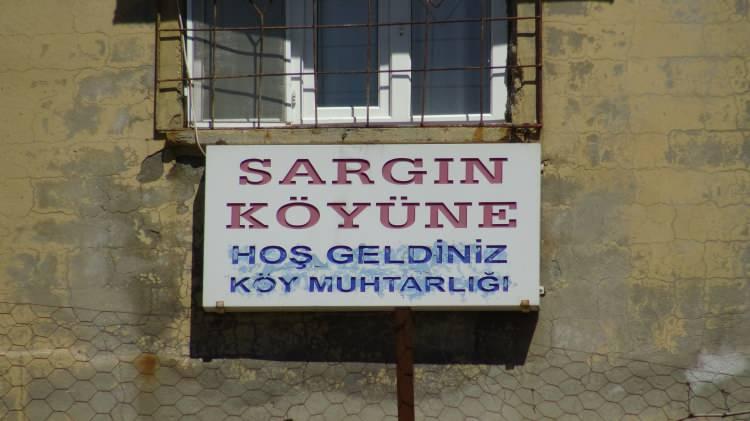 SARGIN
KÖYÜNE
HOŞ GELDİNİZ
KÖY MUHTARLIĞI